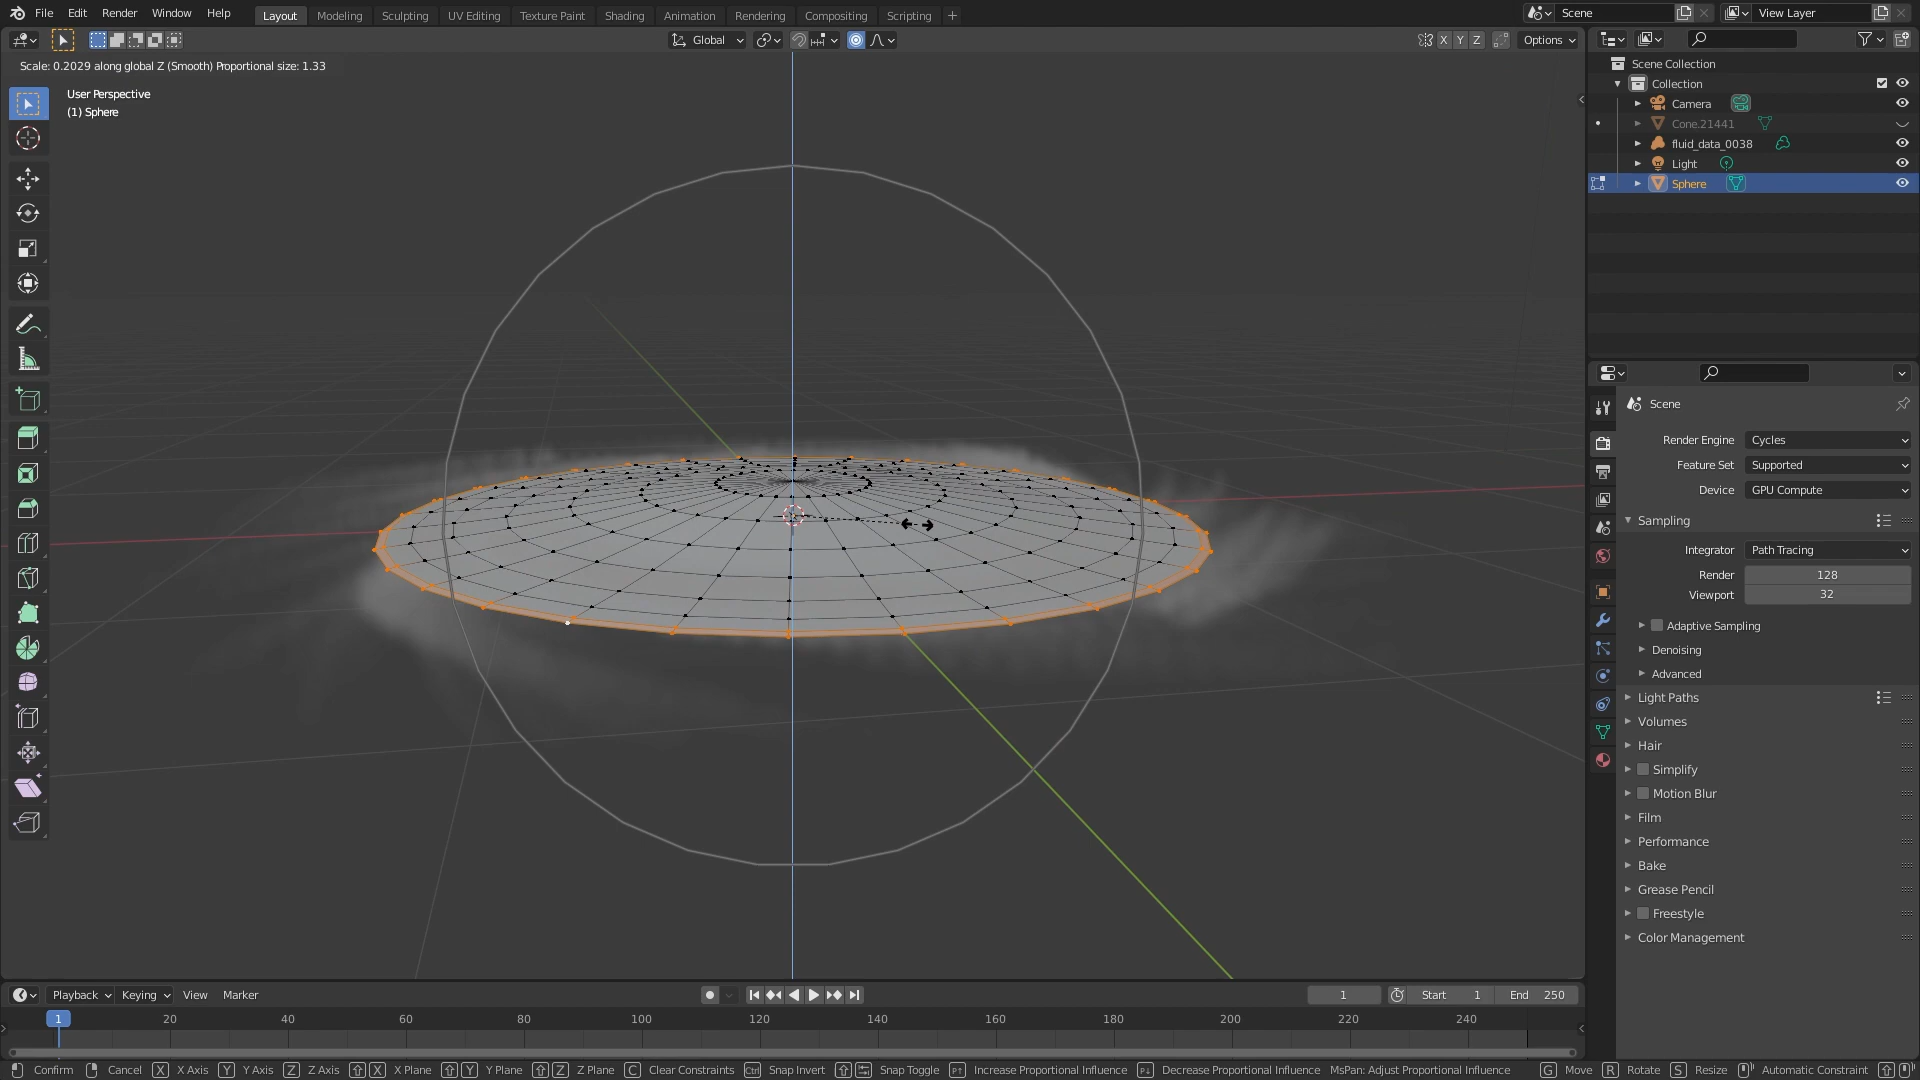 File Edit Render Window Help
Layout Modeling Sculpting UV Editing Texture Paint Shading Animation Rendering Compositing Scripting +
Scene
View Layer
Global
X Y Z
Options
Scale: 0.2029 along global Z (Smooth) Proportional size: 1.33
User Perspective
(1) Sphere
Scene Collection
Collection
Camera
Cone:21441
fluid_data_0038
Light
Sphere
Scene
Render Engine Cycles
Feature Set Supported
Device GPU Compute
Sampling
Integrator Path Tracing
Render 128
Viewport 32
Adaptive Sampling
Denoising
Advanced
Light Paths
Volumes
Hair
Simplify
Motion Blur
Film
Performance
Bake
Grease Pencil
Freestyle
Color Management
Playback Keying View Marker
1 Start 1 End 250
1 20 40 60 80 100 120 140 160 180 200 220 240
Confirm Cancel X X Axis Y Y Axis Z Z Axis X X Plane Y Y Plane Z Z Plane C Clear Constraints Ctrl Snap Invert Snap Toggle P↑ Increase Proportional Influence P↓ Decrease Proportional Influence MsPan: Adjust Proportional Influence G Move R Rotate S Resize Automatic Constraint